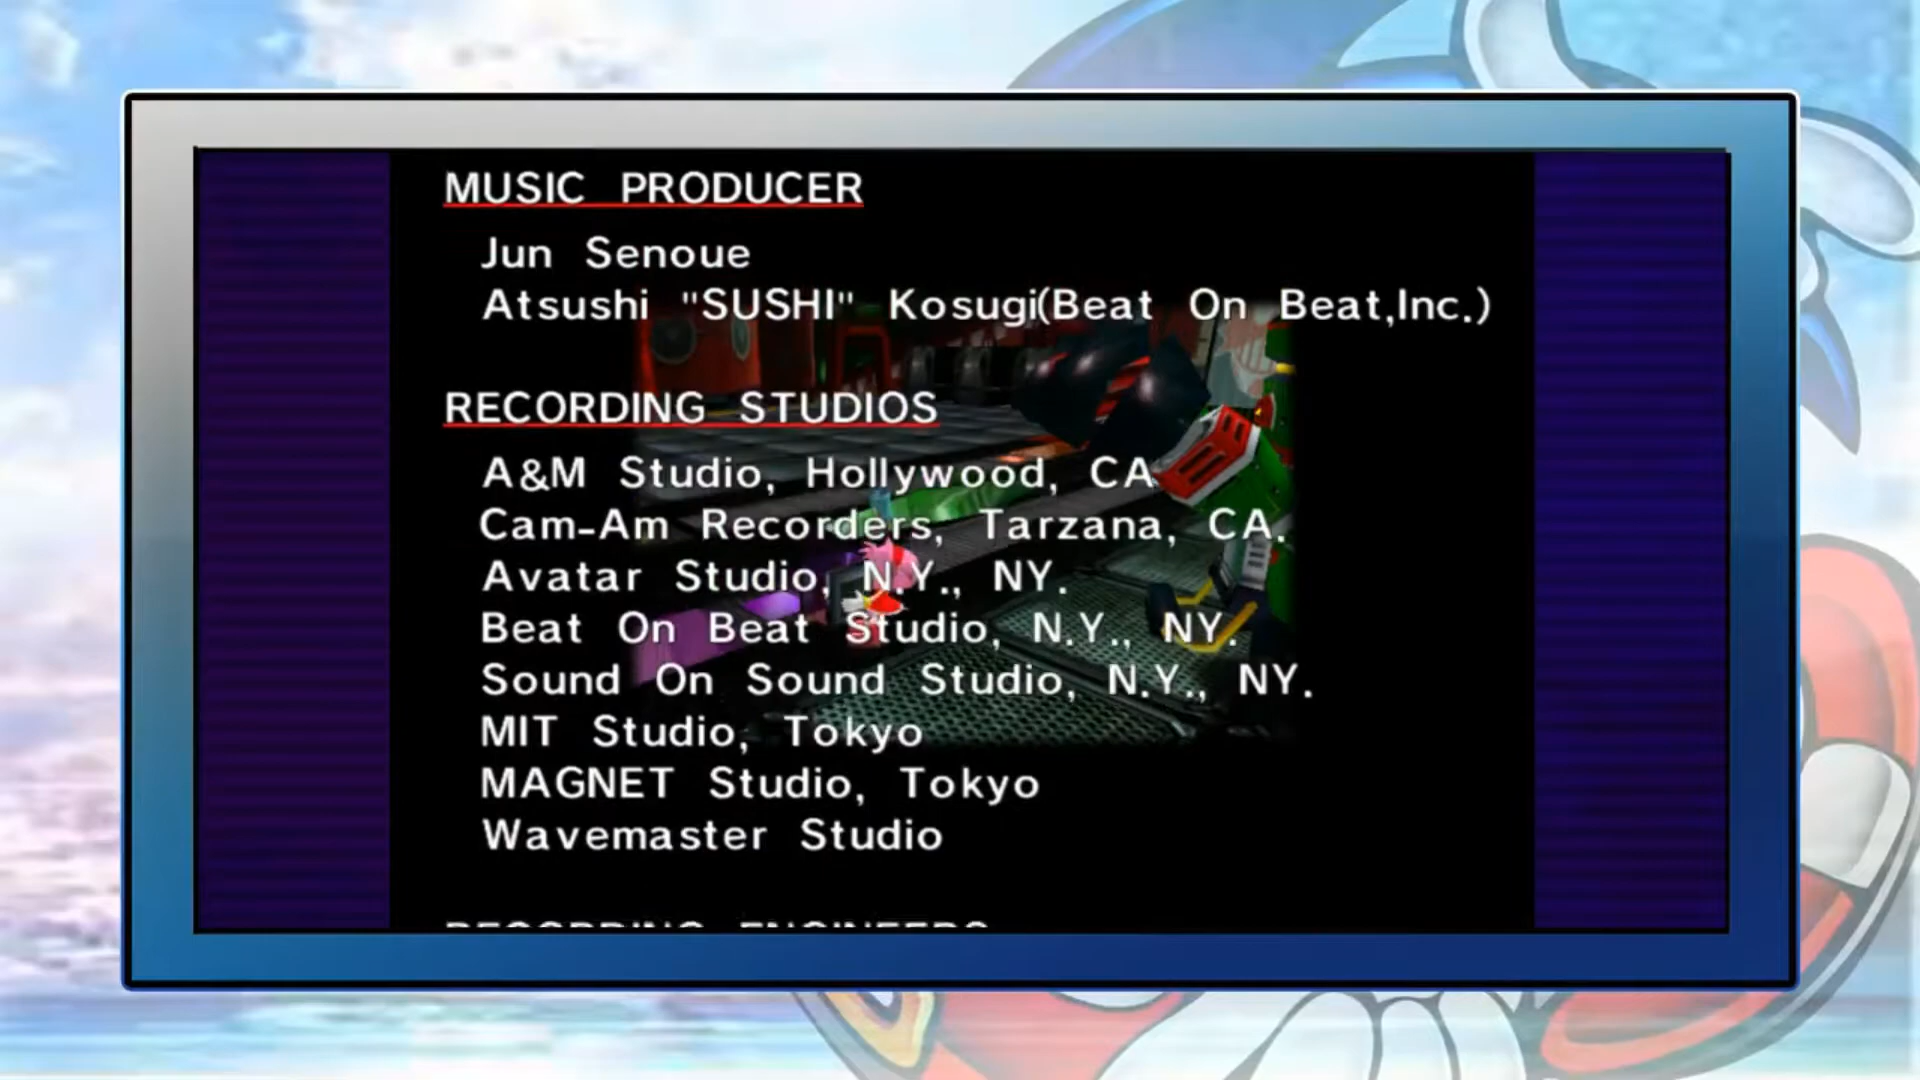 MUSIC PRODUCER
Jun Senoue
Atsushi "SUSHI" Kosugi(Beat On Beat,Inc.)
RECORDING STUDIOS
A&M Studio, Hollywood, CA
Cam-Am Recorders, Tarzana, CA.
Avatar Studio, N.Y., NY.
Beat On Beat Studio, N.Y., NY.
Sound On Sound Studio, N.Y., NY.
MIT Studio, Tokyo
MAGNET Studio, Tokyo
Wavemaster Studio
RECORDING ENGINEERS